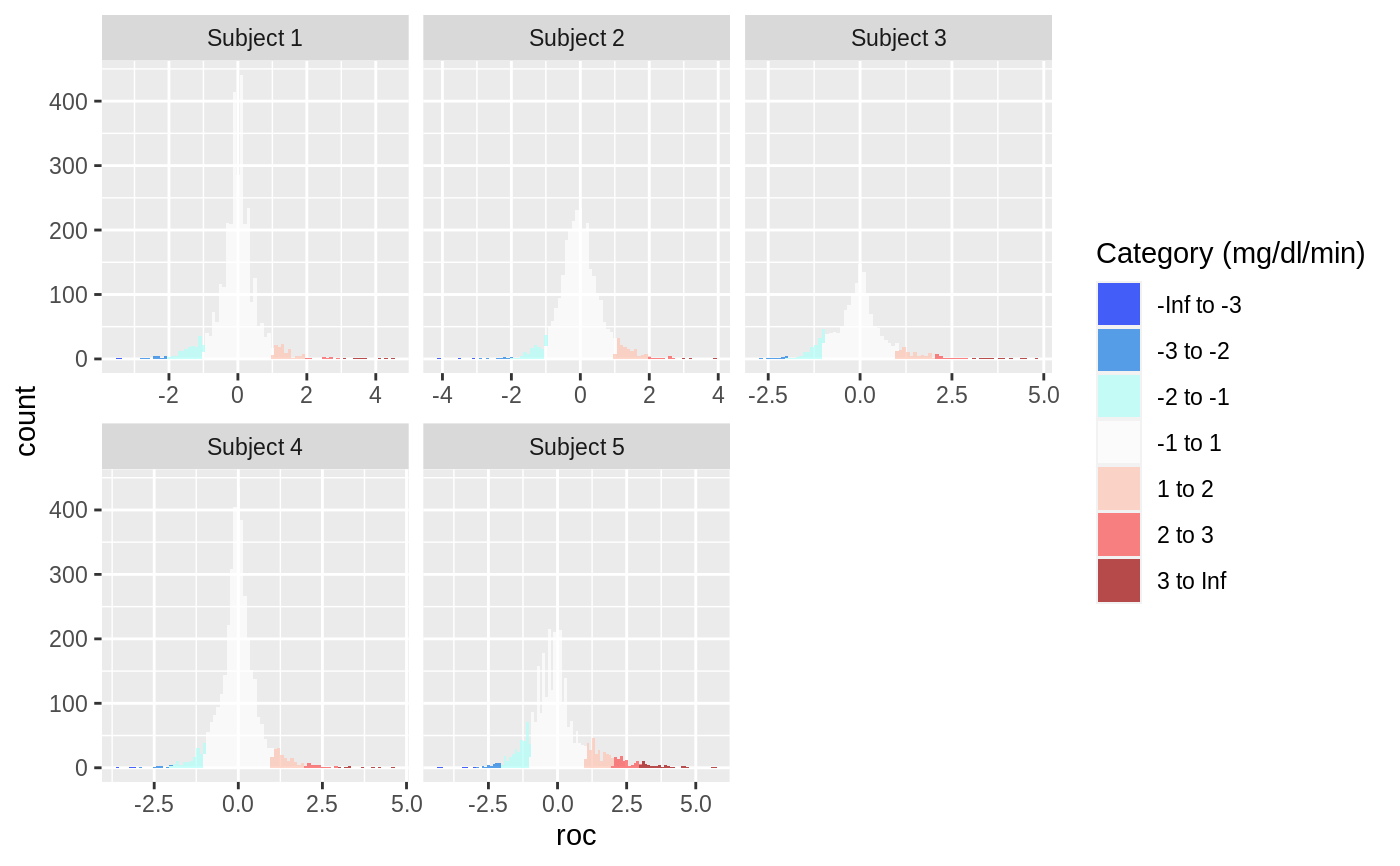 Subject 1 Subject 2 Subject 3
400
300
200
100
0
-2 0 2 4
-4 -2 0 2 4
-2.5 0.0 2.5 5.0
Subject 4 Subject 5
400
300
200
100
0
-2.5 0.0 2.5 5.0
-2.5 0.0 2.5 5.0
count
roc
Category (mg/dl/min)
-Inf to -3
-3 to -2
-2 to -1
-1 to 1
1 to 2
2 to 3
3 to Inf